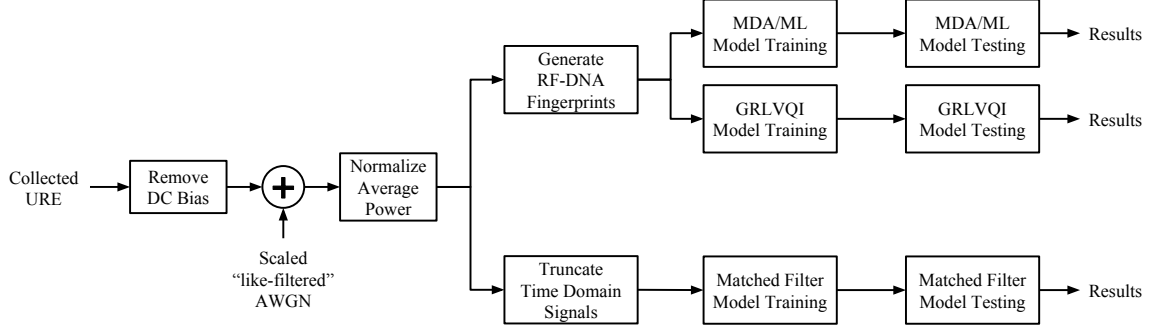 Collected
URE
Remove
DC Bias
+
Scaled
“like-filtered”
AWGN
Normalize
Average
Power
Generate
RF-DNA
Fingerprints
MDA/ML
Model Training
MDA/ML
Model Testing
Results
GRLVQI
Model Training
GRLVQI
Model Testing
Results
Truncate
Time Domain
Signals
Matched Filter
Model Training
Matched Filter
Model Testing
Results